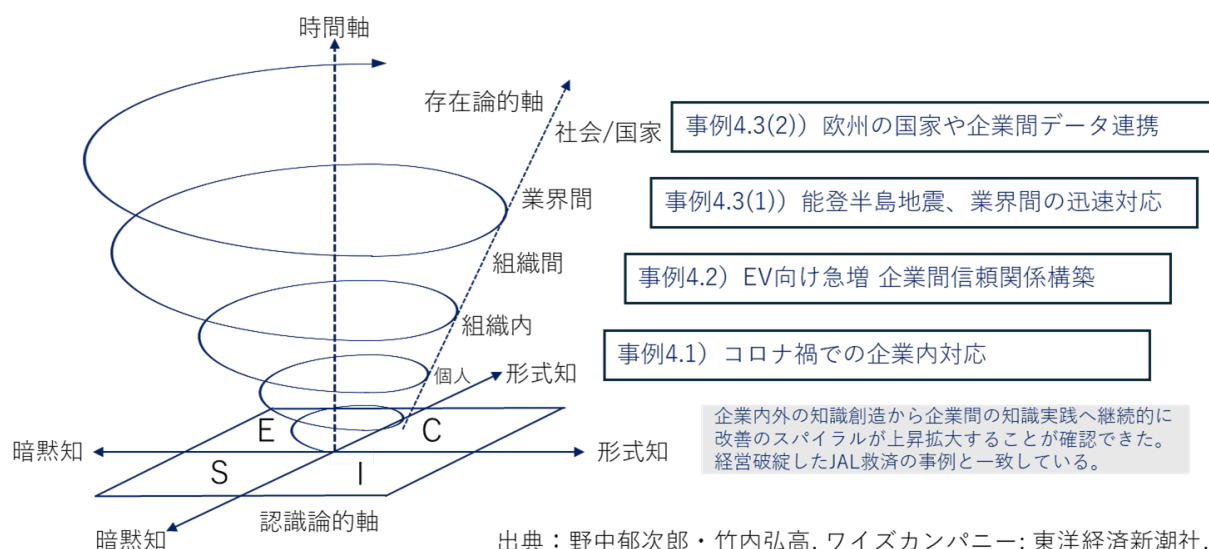 時間軸
存在論的軸
社会/国家
事例4.3(2)）欧州の国家や企業間データ連携
業界間
事例4.3(1)）能登半島地震、業界間の迅速対応
組織間
事例4.2）EV向け急増 企業間信頼関係構築
組織内
事例4.1）コロナ禍での企業内対応
個人
形式知
E
C
企業内外の知識創造から企業間の知識実践へ継続的に
改善のスパイラルが上昇拡大することが確認できた。
経営破綻したJAL救済の事例と一致している。
暗黙知
形式知
S
I
認識論的軸
暗黙知
出典：野中郁次郎・竹内弘高. ワイズカンパニー: 東洋経済新潮社.